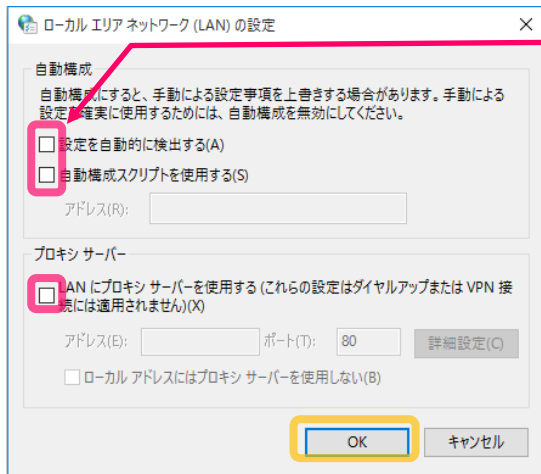 ローカル エリア ネットワーク (LAN) の設定
自動構成
自動構成にすると、手動による設定事項を上書きする場合があります。手動による
設定を確実に使用するためには、自動構成を無効にしてください。
設定を自動的に検出する(A)
自動構成スクリプトを使用する(S)
アドレス(R):
プロキシ サーバー
LAN にプロキシ サーバーを使用する (これらの設定はダイヤルアップまたは VPN 接
続には適用されません)(X)
アドレス(E):
ポート(T): 80 詳細設定(C)
ローカル アドレスにはプロキシ サーバーを使用しない(B)
OK キャンセル